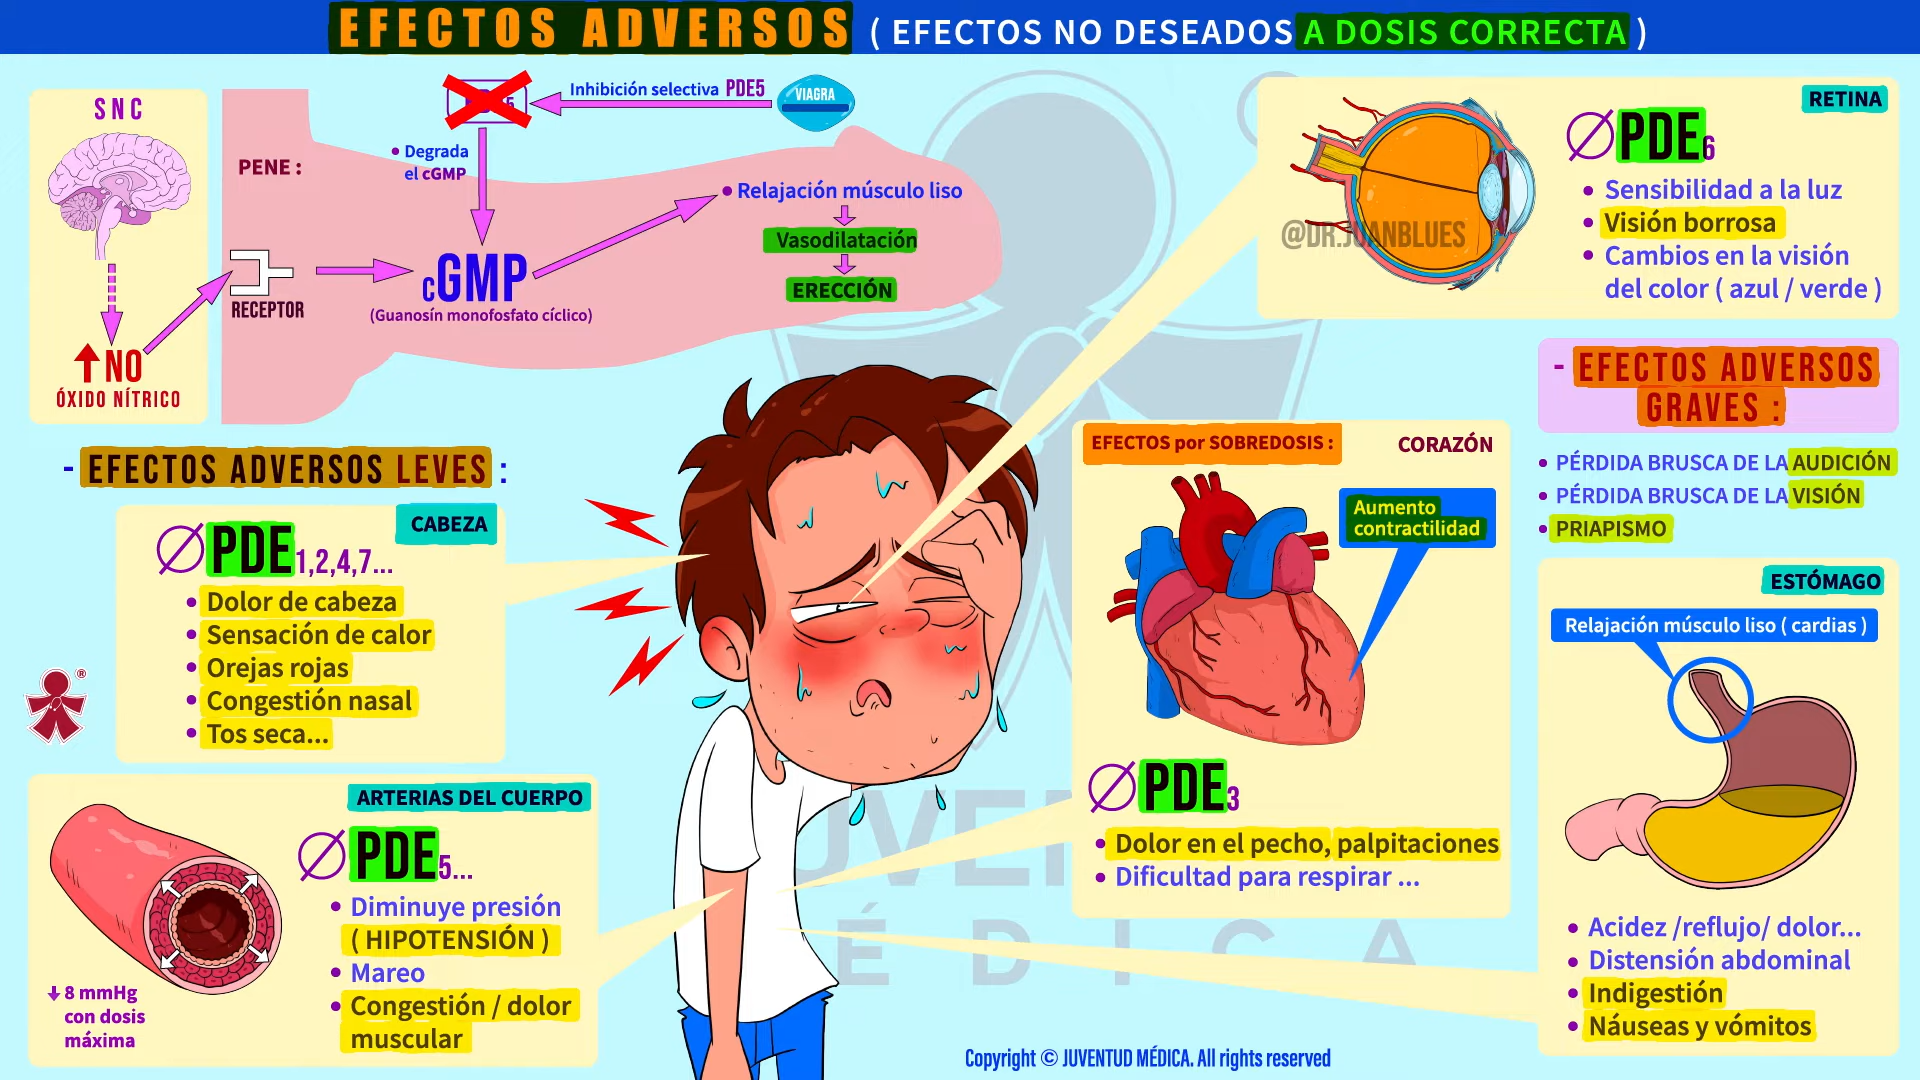 EFECTOS ADVERSOS ( EFECTOS NO DESEADOS A DOSIS CORRECTA )
SNC
↑ NO
ÓXIDO NÍTRICO
PENE :
RECEPTOR
Inhibición selectiva PDE5
VIAGRA
• Degrada
el cGMP
cGMP
(Guanosín monofosfato cíclico)
• Relajación músculo liso
Vasodilatación
ERECCIÓN
RETINA
∅ PDE6
• Sensibilidad a la luz
• Visión borrosa
• Cambios en la visión
del color ( azul / verde )
@DR.JUANBLUES
- EFECTOS ADVERSOS LEVES :
CABEZA
∅ PDE1,2,4,7...
• Dolor de cabeza
• Sensación de calor
• Orejas rojas
• Congestión nasal
• Tos seca...
®
ARTERIAS DEL CUERPO
∅ PDE5...
• Diminuye presión
( HIPOTENSIÓN )
• Mareo
• Congestión / dolor
muscular
↓ 8 mmHg
con dosis
máxima
EFECTOS por SOBREDOSIS :
CORAZÓN
Aumento
contractilidad
∅ PDE3
• Dolor en el pecho, palpitaciones
• Dificultad para respirar ...
- EFECTOS ADVERSOS
GRAVES :
• PÉRDIDA BRUSCA DE LA AUDICIÓN
• PÉRDIDA BRUSCA DE LA VISIÓN
• PRIAPISMO
ESTÓMAGO
Relajación músculo liso ( cardias )
• Acidez /reflujo/ dolor...
• Distensión abdominal
• Indigestión
• Náuseas y vómitos
Copyright © JUVENTUD MÉDICA. All rights reserved